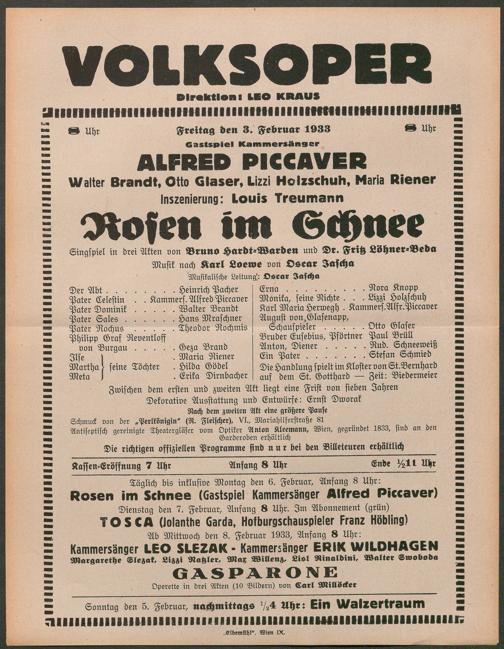 VOLKSOPER
Direktion: LEO KRAUS
8 Uhr Freitag den 3. Februar 1933 8 Uhr
Gastspiel Kammersänger
ALFRED PICCAVER
Walter Brandt, Otto Glaser, Lizzi Holzschuh, Maria Riener
Inszenierung: Louis Treumann
Rosen im Schnee
Singspiel in drei Akten von Bruno Hardt-Warden und Dr. Fritz Löhner-Beda
Musik nach Karl Loewe von Oscar Jascha
Musikalische Leitung: Oscar Jascha
Der Abt . . . . . . . . Heinrich Pacher
Pater Celestin . Kammers. Alfred Piccaver
Pater Dominik . . . . . Walter Brandt
Pater Sales . . . . . Hans Maschner
Pater Rochus . . . . . Theodor Rochmis
Philipp Graf Reventloff
von Burgau . . . . . Geza Brand
Ilse . . . . . Maria Riener
Martha } seine Töchter . . Hilda Gödel
Meta . . . . . Erika Dirnbacher
Erna . . . . . . . . Nora Knopp
Monika, seine Nichte . . Lizzi Holzschuh
Karl Maria Herwegh . Kammers. Alfr. Piccaver
August von Glasenapp,
Schauspieler . . . . . Otto Glaser
Bruder Eusebius, Pförtner Paul Brüll
Anton, Diener . . . . Rud. Schneeweiß
Ein Pater . . . . . Stefan Schmied
Die Handlung spielt im Kloster von St. Bernhard
auf dem St. Gotthard — Zeit: Biedermeier
Zwischen dem ersten und zweiten Akt liegt eine Frist von sieben Jahren
Dekorative Ausstattung und Entwürfe: Ernst Dworak
Nach dem zweiten Akt eine größere Pause
Schmuck von der „Perlkönigin“ (R. Fleischer), VI., Mariahilferstraße 81
Antiseptisch gereinigte Theatergläser vom Optiker Anton Kleemann, Wien, gegründet 1833, sind an den
Garderoben erhältlich
Die richtigen offiziellen Programme sind nur bei den Billeteuren erhältlich
Kassen-Eröffnung 7 Uhr Anfang 8 Uhr Ende ½11 Uhr
Täglich bis inklusive Montag den 6. Februar, Anfang 8 Uhr:
Rosen im Schnee (Gastspiel Kammersänger Alfred Piccaver)
Dienstag den 7. Februar, Anfang 8 Uhr. Im Abonnement (grün)
TOSCA (Jolanthe Garda, Hofburgschauspieler Franz Höbling)
Ab Mittwoch den 8. Februar 1933, Anfang 8 Uhr:
Kammersänger LEO SLEZAK - Kammersänger ERIK WILDHAGEN
Margarethe Slezak, Lizzi Natzler, Max Willenz, Lisl Rinaldini, Walter Swoboda
GASPARONE
Operette in drei Akten (10 Bildern) von Carl Millöcker
Sonntag den 5. Februar, nachmittags ¼4 Uhr: Ein Walzertraum
„Elbemühl“, Wien IX.